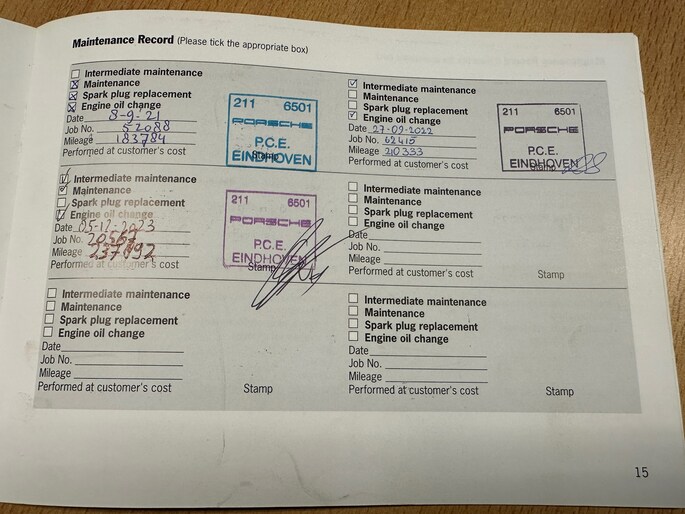 Maintenance Record (Please tick the appropriate box)
Intermediate maintenance
Maintenance
Spark plug replacement
Engine oil change
Date 8-9-21
Job No. 52088
Mileage 183784
Performed at customer's cost
211 6501
PORSCHE
P.C.E.
EINDHOVEN
Stamp
Intermediate maintenance
Maintenance
Spark plug replacement
Engine oil change
Date 27-09-2022
Job No. 62415
Mileage 210333
Performed at customer's cost
211 6501
PORSCHE
P.C.E.
EINDHOVEN
Stamp
Intermediate maintenance
Maintenance
Spark plug replacement
Engine oil change
Date 05-12-2023
Job No.
Mileage 237892
Performed at customer's cost
211 6501
PORSCHE
P.C.E.
EINDHOVEN
Stamp
Intermediate maintenance
Maintenance
Spark plug replacement
Engine oil change
Date
Job No.
Mileage
Performed at customer's cost
Stamp
Intermediate maintenance
Maintenance
Spark plug replacement
Engine oil change
Date
Job No.
Mileage
Performed at customer's cost
Stamp
Intermediate maintenance
Maintenance
Spark plug replacement
Engine oil change
Date
Job No.
Mileage
Performed at customer's cost
Stamp
15